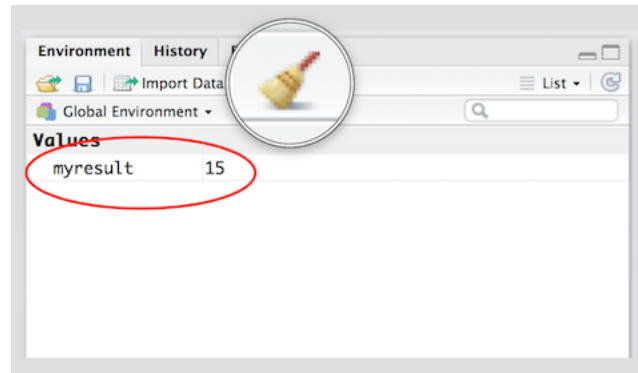 Environment History
Import Data
List
Global Environment
Values
myresult 15